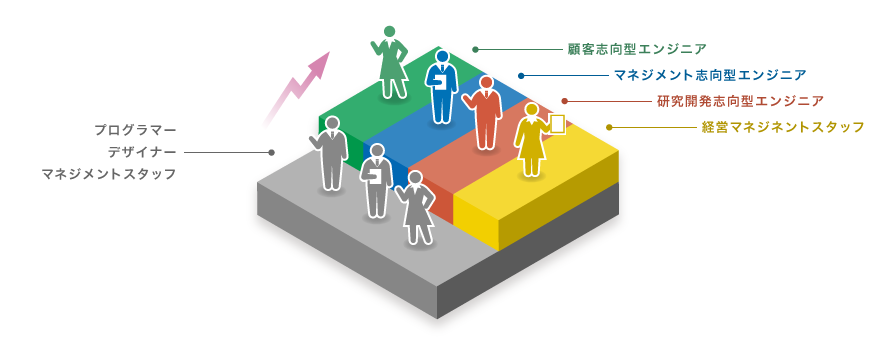 顧客志向型エンジニア
マネジメント志向型エンジニア
研究開発志向型エンジニア
経営マネジネントスタッフ
プログラマー
デザイナー
マネジメントスタッフ